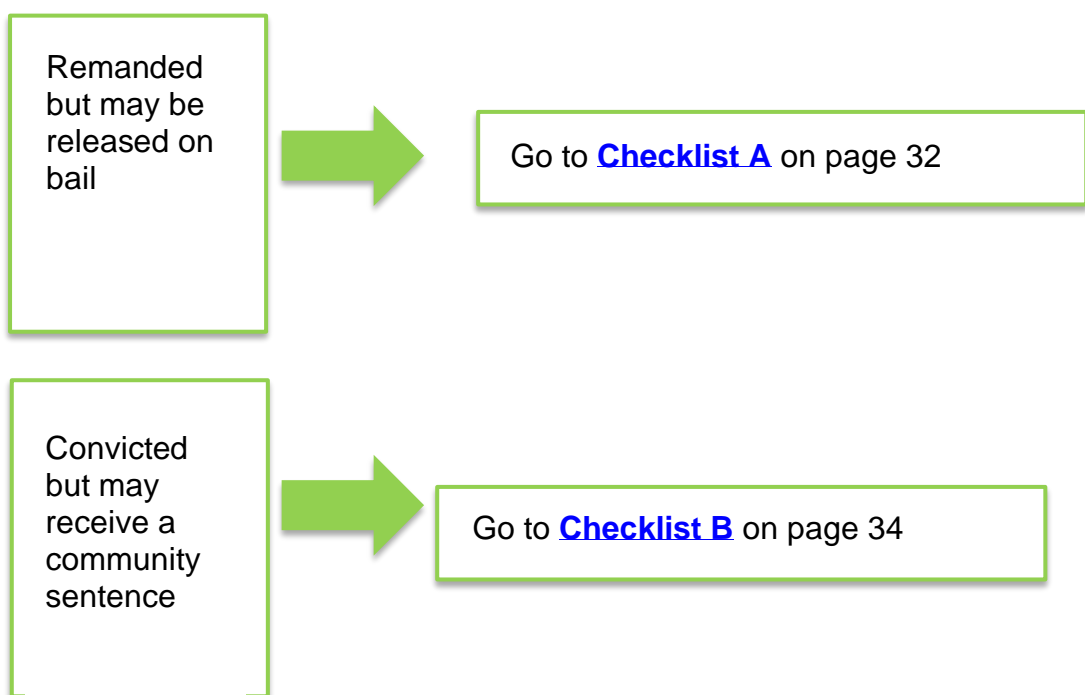 Remanded
but may be
released on
bail
Go to Checklist A on page 32
Convicted
but may
receive a
community
sentence
Go to Checklist B on page 34